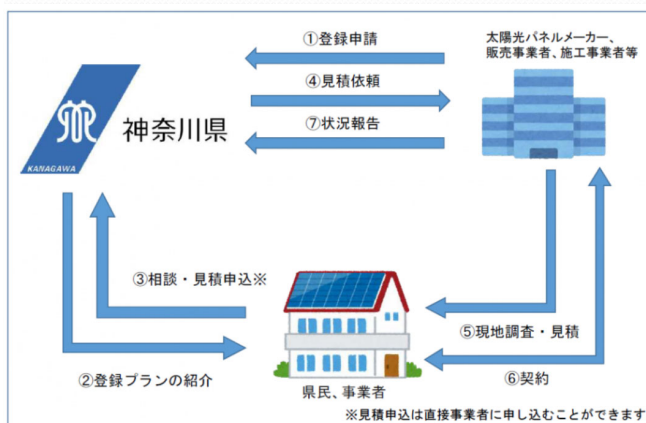 ①登録申請
太陽光パネルメーカー、
販売事業者、施工事業者等
④見積依頼
神奈川県
⑦状況報告
KANAGAWA
③相談・見積申込※
⑤現地調査・見積
②登録プランの紹介
県民、事業者
⑥契約
※見積申込は直接事業者に申し込むことができます